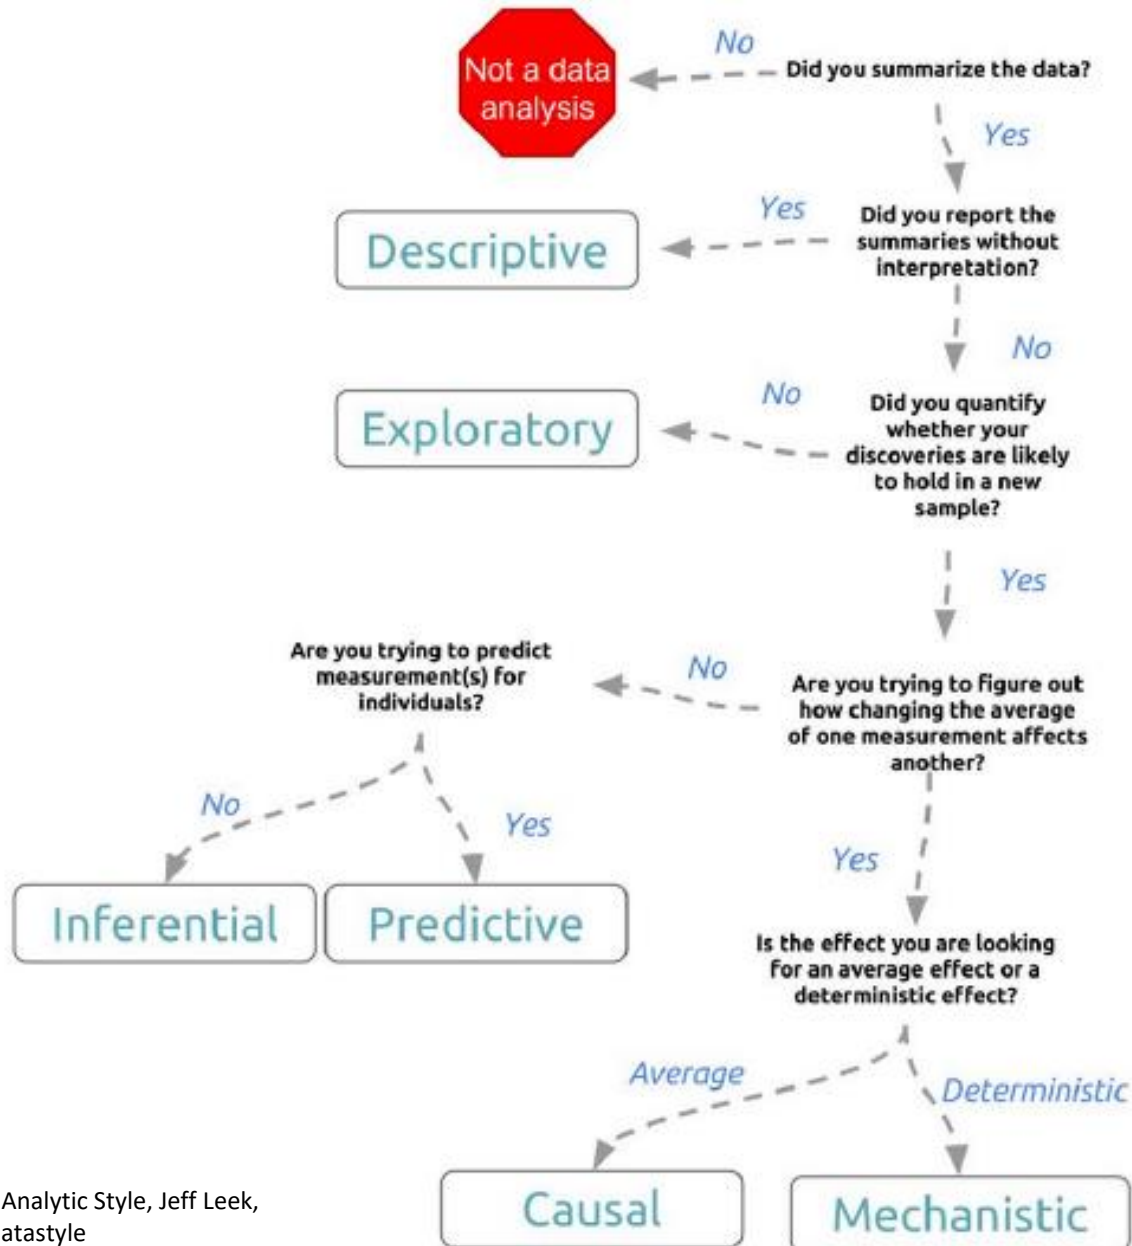 No
Did you summarize the data?
Not a data
analysis
Yes
Yes
Did you report the
summaries without
interpretation?
Descriptive
No
No
Did you quantify
whether your
discoveries are likely
to hold in a new
sample?
Exploratory
Yes
Are you trying to predict
measurement(s) for
individuals?
No
Are you trying to figure out
how changing the average
of one measurement affects
another?
No
Yes
Yes
Inferential
Predictive
Is the effect you are looking
for an average effect or a
deterministic effect?
Average
Deterministic
Causal
Mechanistic
Analytic Style, Jeff Leek,
atastyle